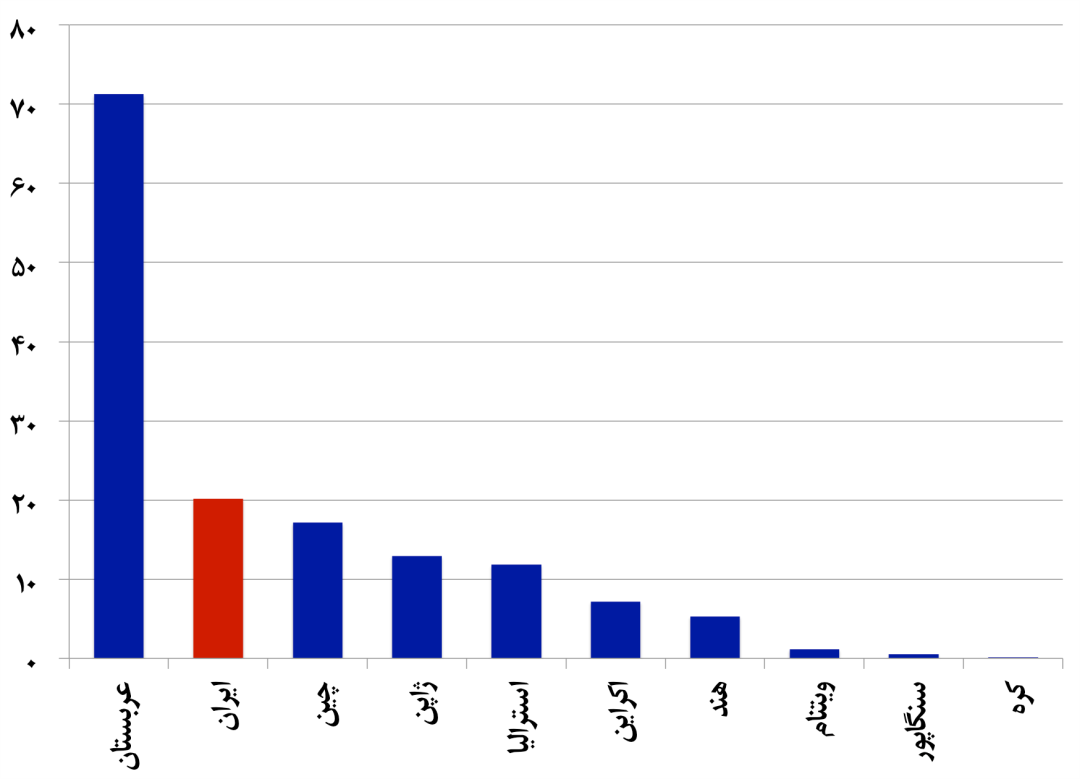 ۸۰
۷۰
۶۰
۵۰
۴۰
۳۰
۲۰
۱۰
۰
عربستان
ایران
چین
ژاپن
استرالیا
اکراین
هند
ویتنام
سنگاپور
کره